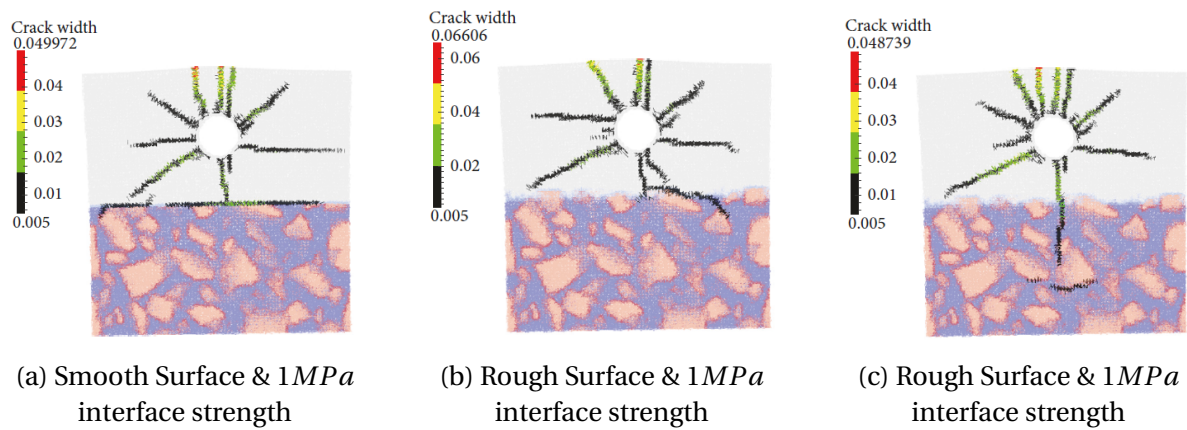 Crack width
0.049972
0.04
0.03
0.02
0.01
0.005
(a) Smooth Surface & 1MPa
interface strength
Crack width
0.06606
0.06
0.04
0.02
0.005
(b) Rough Surface & 1MPa
interface strength
Crack width
0.048739
0.04
0.03
0.02
0.01
0.005
(c) Rough Surface & 1MPa
interface strength